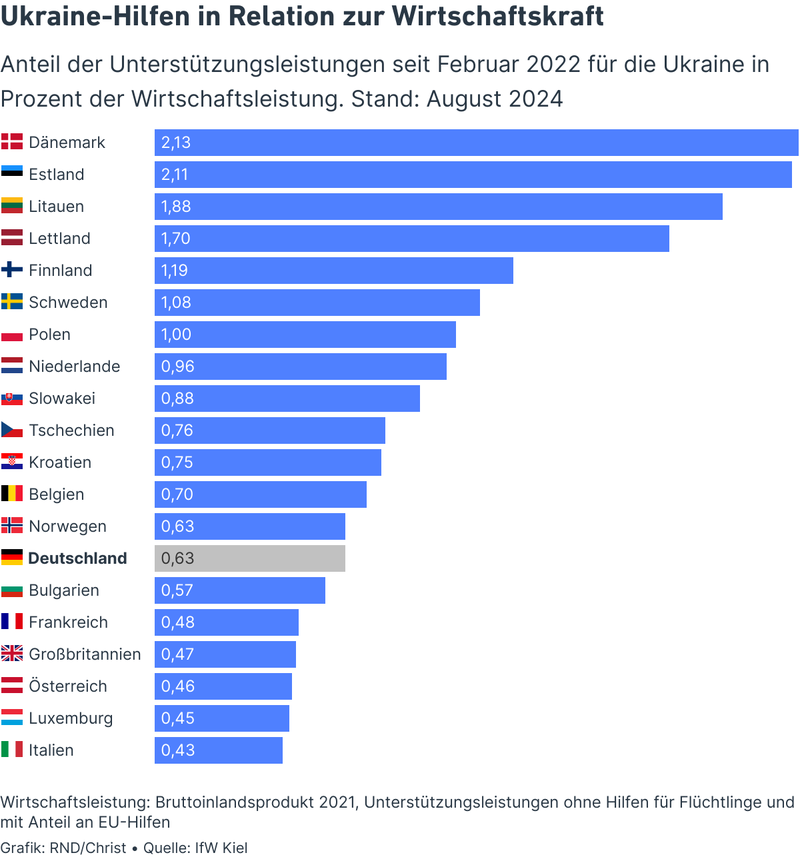 Ukraine-Hilfen in Relation zur Wirtschaftskraft
Anteil der Unterstützungsleistungen seit Februar 2022 für die Ukraine in
Prozent der Wirtschaftsleistung. Stand: August 2024
Dänemark 2,13
Estland 2,11
Litauen 1,88
Lettland 1,70
Finnland 1,19
Schweden 1,08
Polen 1,00
Niederlande 0,96
Slowakei 0,88
Tschechien 0,76
Kroatien 0,75
Belgien 0,70
Norwegen 0,63
Deutschland 0,63
Bulgarien 0,57
Frankreich 0,48
Großbritannien 0,47
Österreich 0,46
Luxemburg 0,45
Italien 0,43
Wirtschaftsleistung: Bruttoinlandsprodukt 2021, Unterstützungsleistungen ohne Hilfen für Flüchtlinge und
mit Anteil an EU-Hilfen
Grafik: RND/Christ • Quelle: IfW Kiel